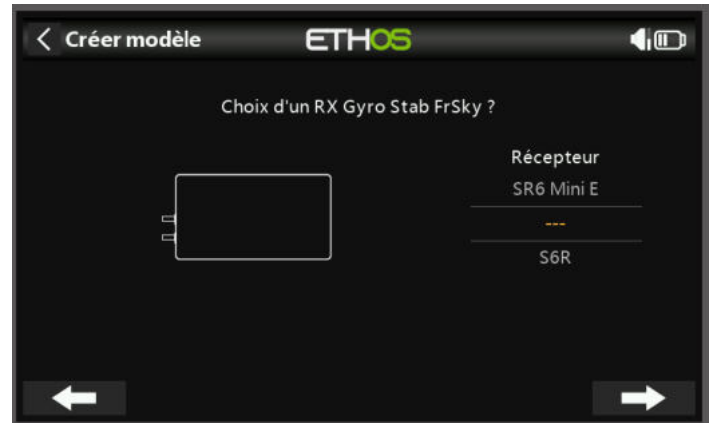 Créer modèle
ETHOS
Choix d'un RX Gyro Stab FrSky ?
Récepteur
SR6 Mini E
---
S6R